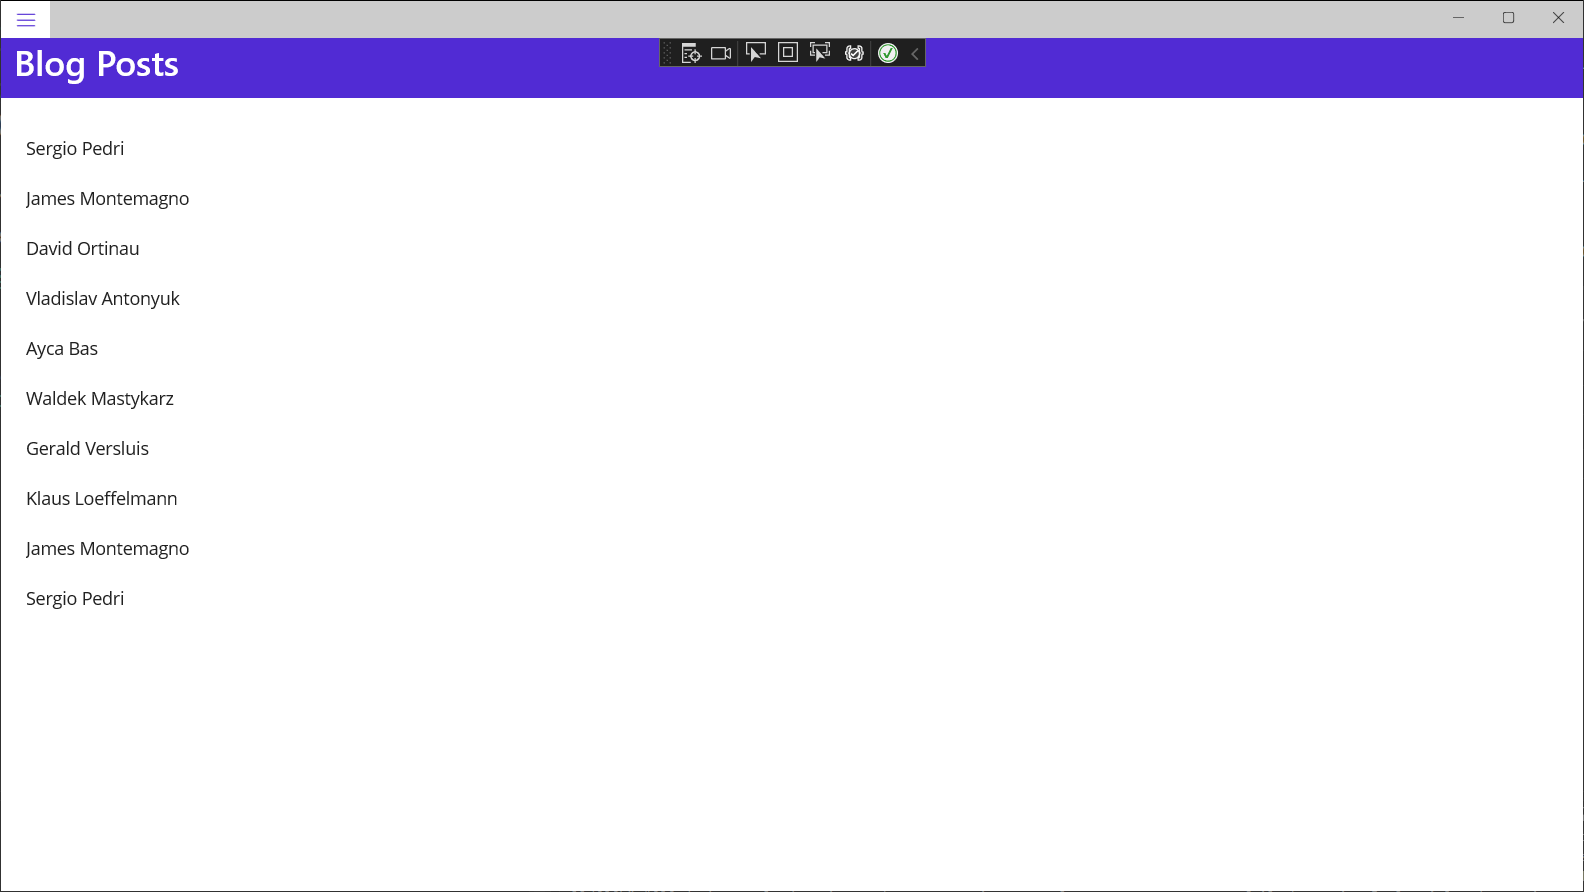 Blog Posts
Sergio Pedri
James Montemagno
David Ortinau
Vladislav Antonyuk
Ayca Bas
Waldek Mastykarz
Gerald Versluis
Klaus Loeffelmann
James Montemagno
Sergio Pedri